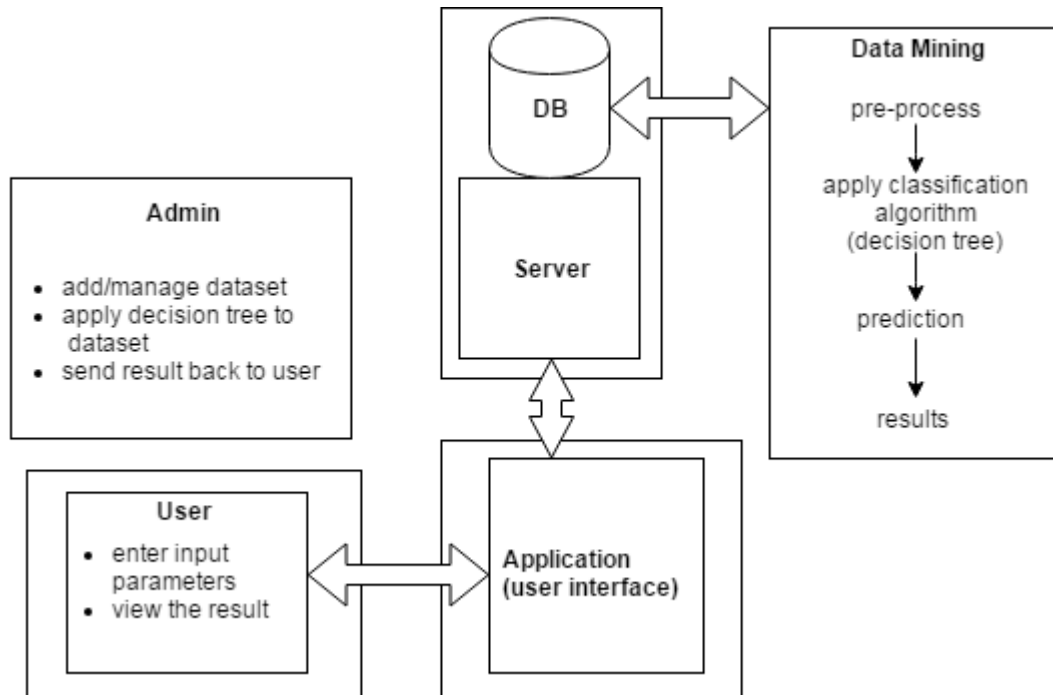 DB
Server
Data Mining
pre-process
apply classification
algorithm
(decision tree)
prediction
results
Admin
add/manage dataset
apply decision tree to
dataset
send result back to user
User
enter input
parameters
view the result
Application
(user interface)